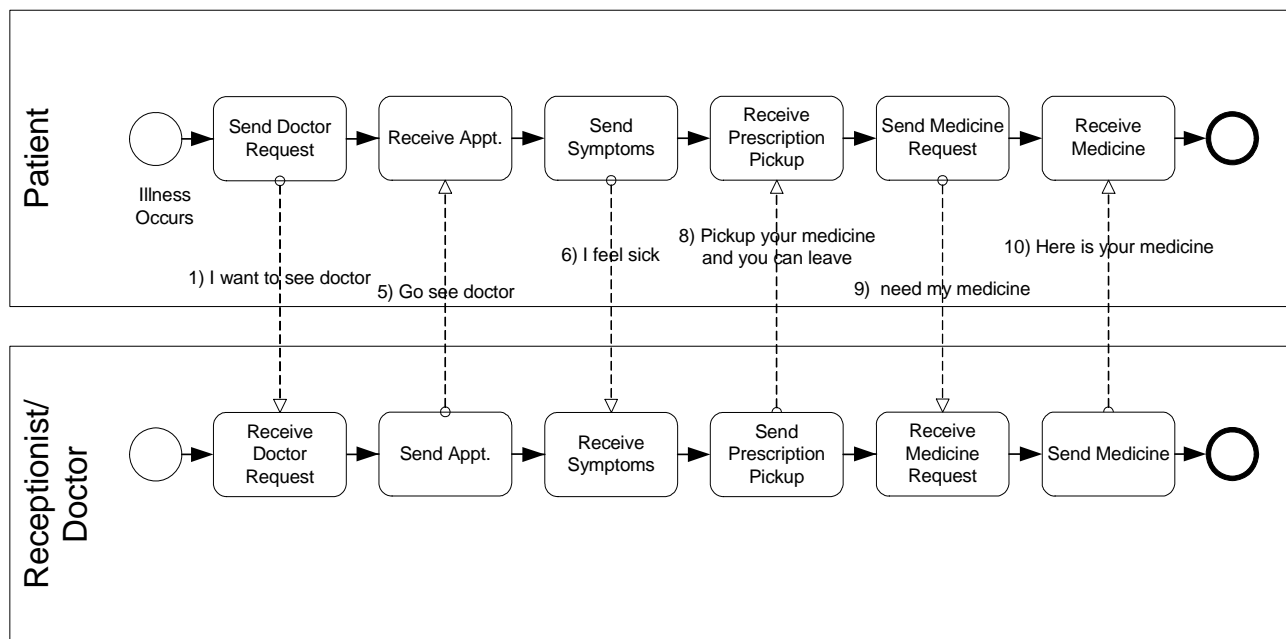 Patient
Send Doctor
Request
Receive Appt.
Send
Symptoms
Receive
Prescription
Pickup
Send Medicine
Request
Receive
Medicine
Illness
Occurs
1) I want to see doctor
5) Go see doctor
6) I feel sick
8) Pickup your medicine
and you can leave
9)  need my medicine
10) Here is your medicine
Receptionist/
Doctor
Receive
Doctor
Request
Send Appt.
Receive
Symptoms
Send
Prescription
Pickup
Receive
Medicine
Request
Send Medicine